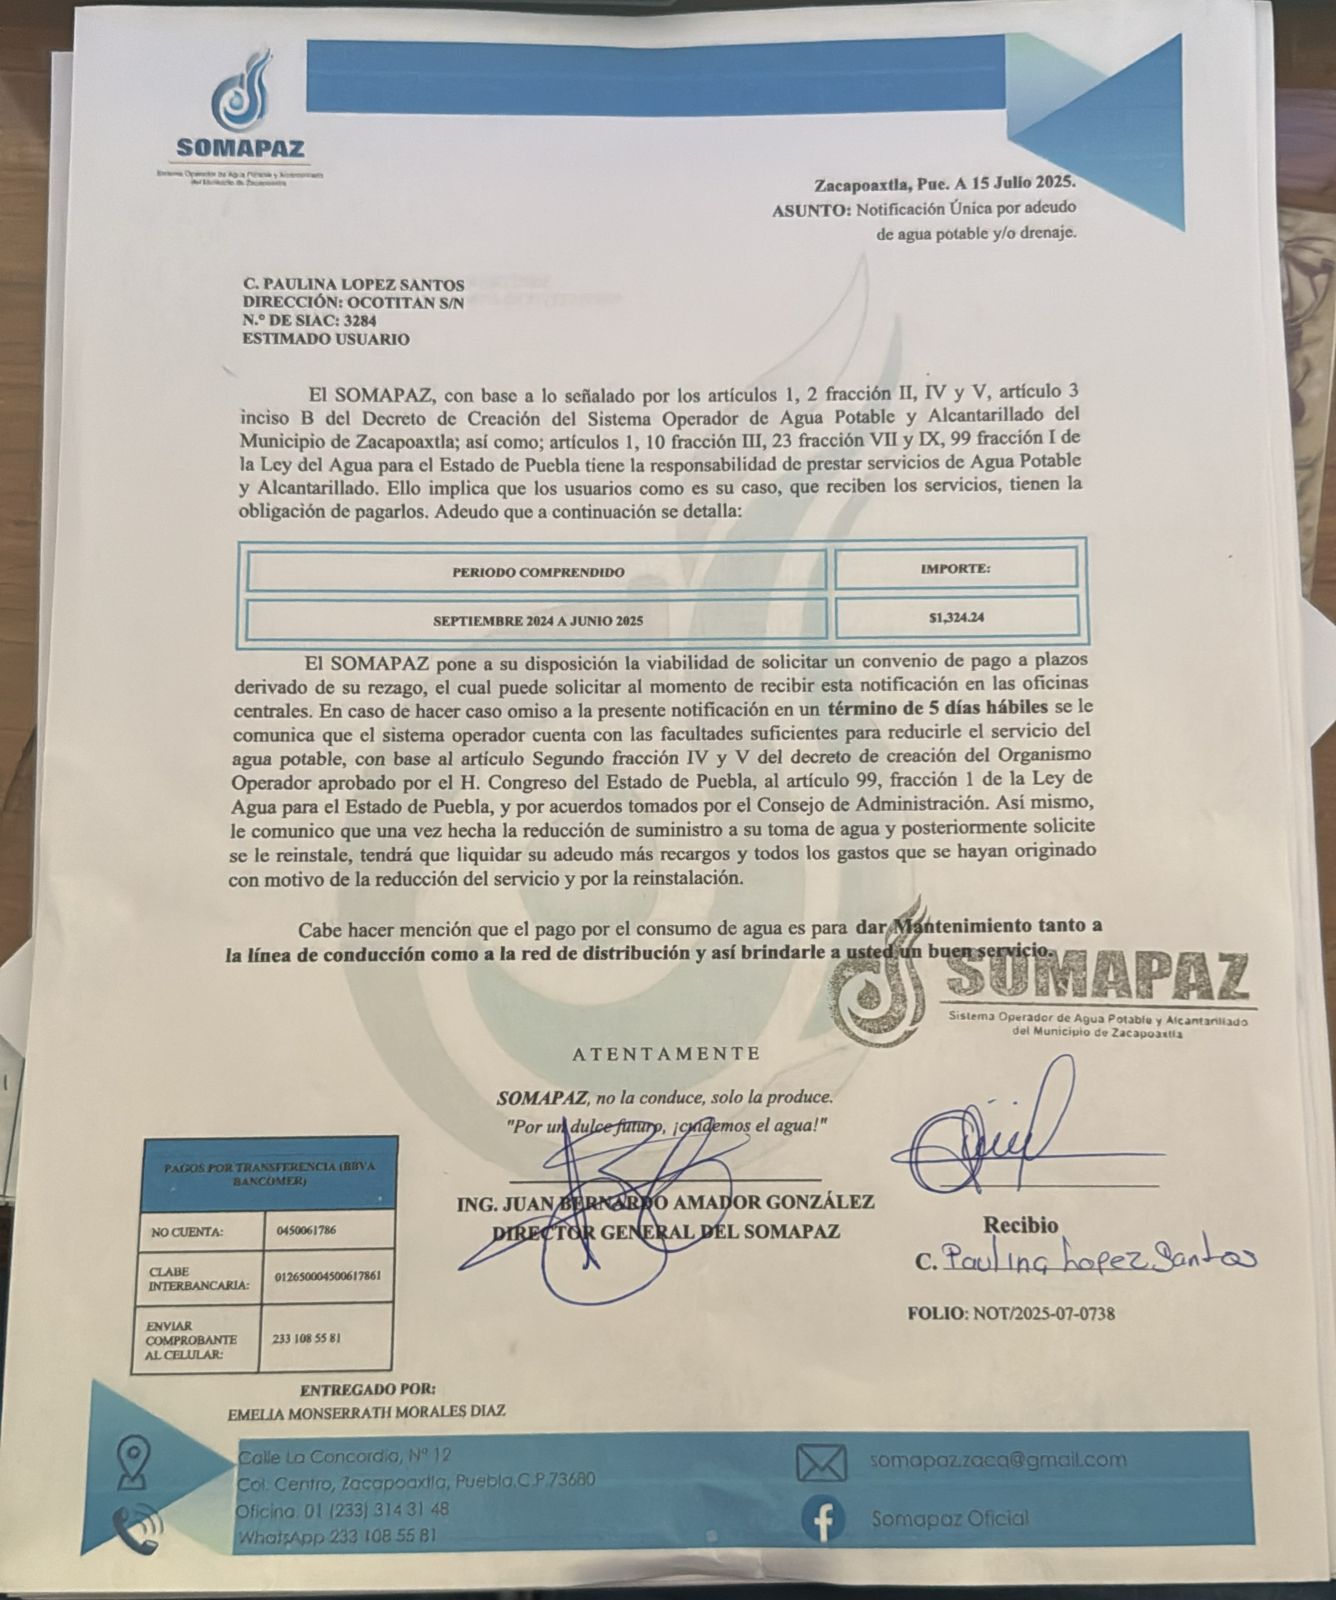 SOMAPAZ
Sistema Operador de Agua Potable y Alcantarillado
del Municipio de Zacapoaxtla
Zacapoaxtla, Pue. A 15 Julio 2025.
ASUNTO: Notificación Única por adeudo
de agua potable y/o drenaje.
C. PAULINA LOPEZ SANTOS
DIRECCIÓN: OCOTITAN S/N
N.º DE SIAC: 3284
ESTIMADO USUARIO
El SOMAPAZ, con base a lo señalado por los artículos 1, 2 fracción II, IV y V, artículo 3
inciso B del Decreto de Creación del Sistema Operador de Agua Potable y Alcantarillado del
Municipio de Zacapoaxtla; así como; artículos 1, 10 fracción III, 23 fracción VII y IX, 99 fracción I de
la Ley del Agua para el Estado de Puebla tiene la responsabilidad de prestar servicios de Agua Potable
y Alcantarillado. Ello implica que los usuarios como es su caso, que reciben los servicios, tienen la
obligación de pagarlos. Adeudo que a continuación se detalla:
PERIODO COMPRENDIDO IMPORTE:
SEPTIEMBRE 2024 A JUNIO 2025 $1,324.24
El SOMAPAZ pone a su disposición la viabilidad de solicitar un convenio de pago a plazos
derivado de su rezago, el cual puede solicitar al momento de recibir esta notificación en las oficinas
centrales. En caso de hacer caso omiso a la presente notificación en un término de 5 días hábiles se le
comunica que el sistema operador cuenta con las facultades suficientes para reducirle el servicio del
agua potable, con base al artículo Segundo fracción IV y V del decreto de creación del Organismo
Operador aprobado por el H. Congreso del Estado de Puebla, al artículo 99, fracción 1 de la Ley de
Agua para el Estado de Puebla, y por acuerdos tomados por el Consejo de Administración. Así mismo,
le comunico que una vez hecha la reducción de suministro a su toma de agua y posteriormente solicite
se le reinstale, tendrá que liquidar su adeudo más recargos y todos los gastos que se hayan originado
con motivo de la reducción del servicio y por la reinstalación.
Cabe hacer mención que el pago por el consumo de agua es para dar Mantenimiento tanto a
la línea de conducción como a la red de distribución y así brindarle a usted un buen servicio.
SOMAPAZ
Sistema Operador de Agua Potable y Alcantarillado
del Municipio de Zacapoaxtla
ATENTAMENTE
SOMAPAZ, no la conduce, solo la produce.
"Por un dulce futuro, ¡cuidemos el agua!"
ING. JUAN BERNARDO AMADOR GONZÁLEZ
DIRECTOR GENERAL DEL SOMAPAZ
Recibio
C. Paulina Lopez Santos
FOLIO: NOT/2025-07-0738
PAGOS POR TRANSFERENCIA (BBVA
BANCOMER)
NO CUENTA: 0450061786
CLABE
INTERBANCARIA: 012650004500617861
ENVIAR
COMPROBANTE
AL CELULAR: 233 108 55 81
ENTREGADO POR:
EMELIA MONSERRATH MORALES DIAZ
Calle La Concordia, Nº 12
Col. Centro, Zacapoaxtla, Puebla.C.P.73680
Oficina. 01 (233) 314 31 48
WhatsApp 233 108 55 81
somapaz.zaca@gmail.com
Somapaz Oficial